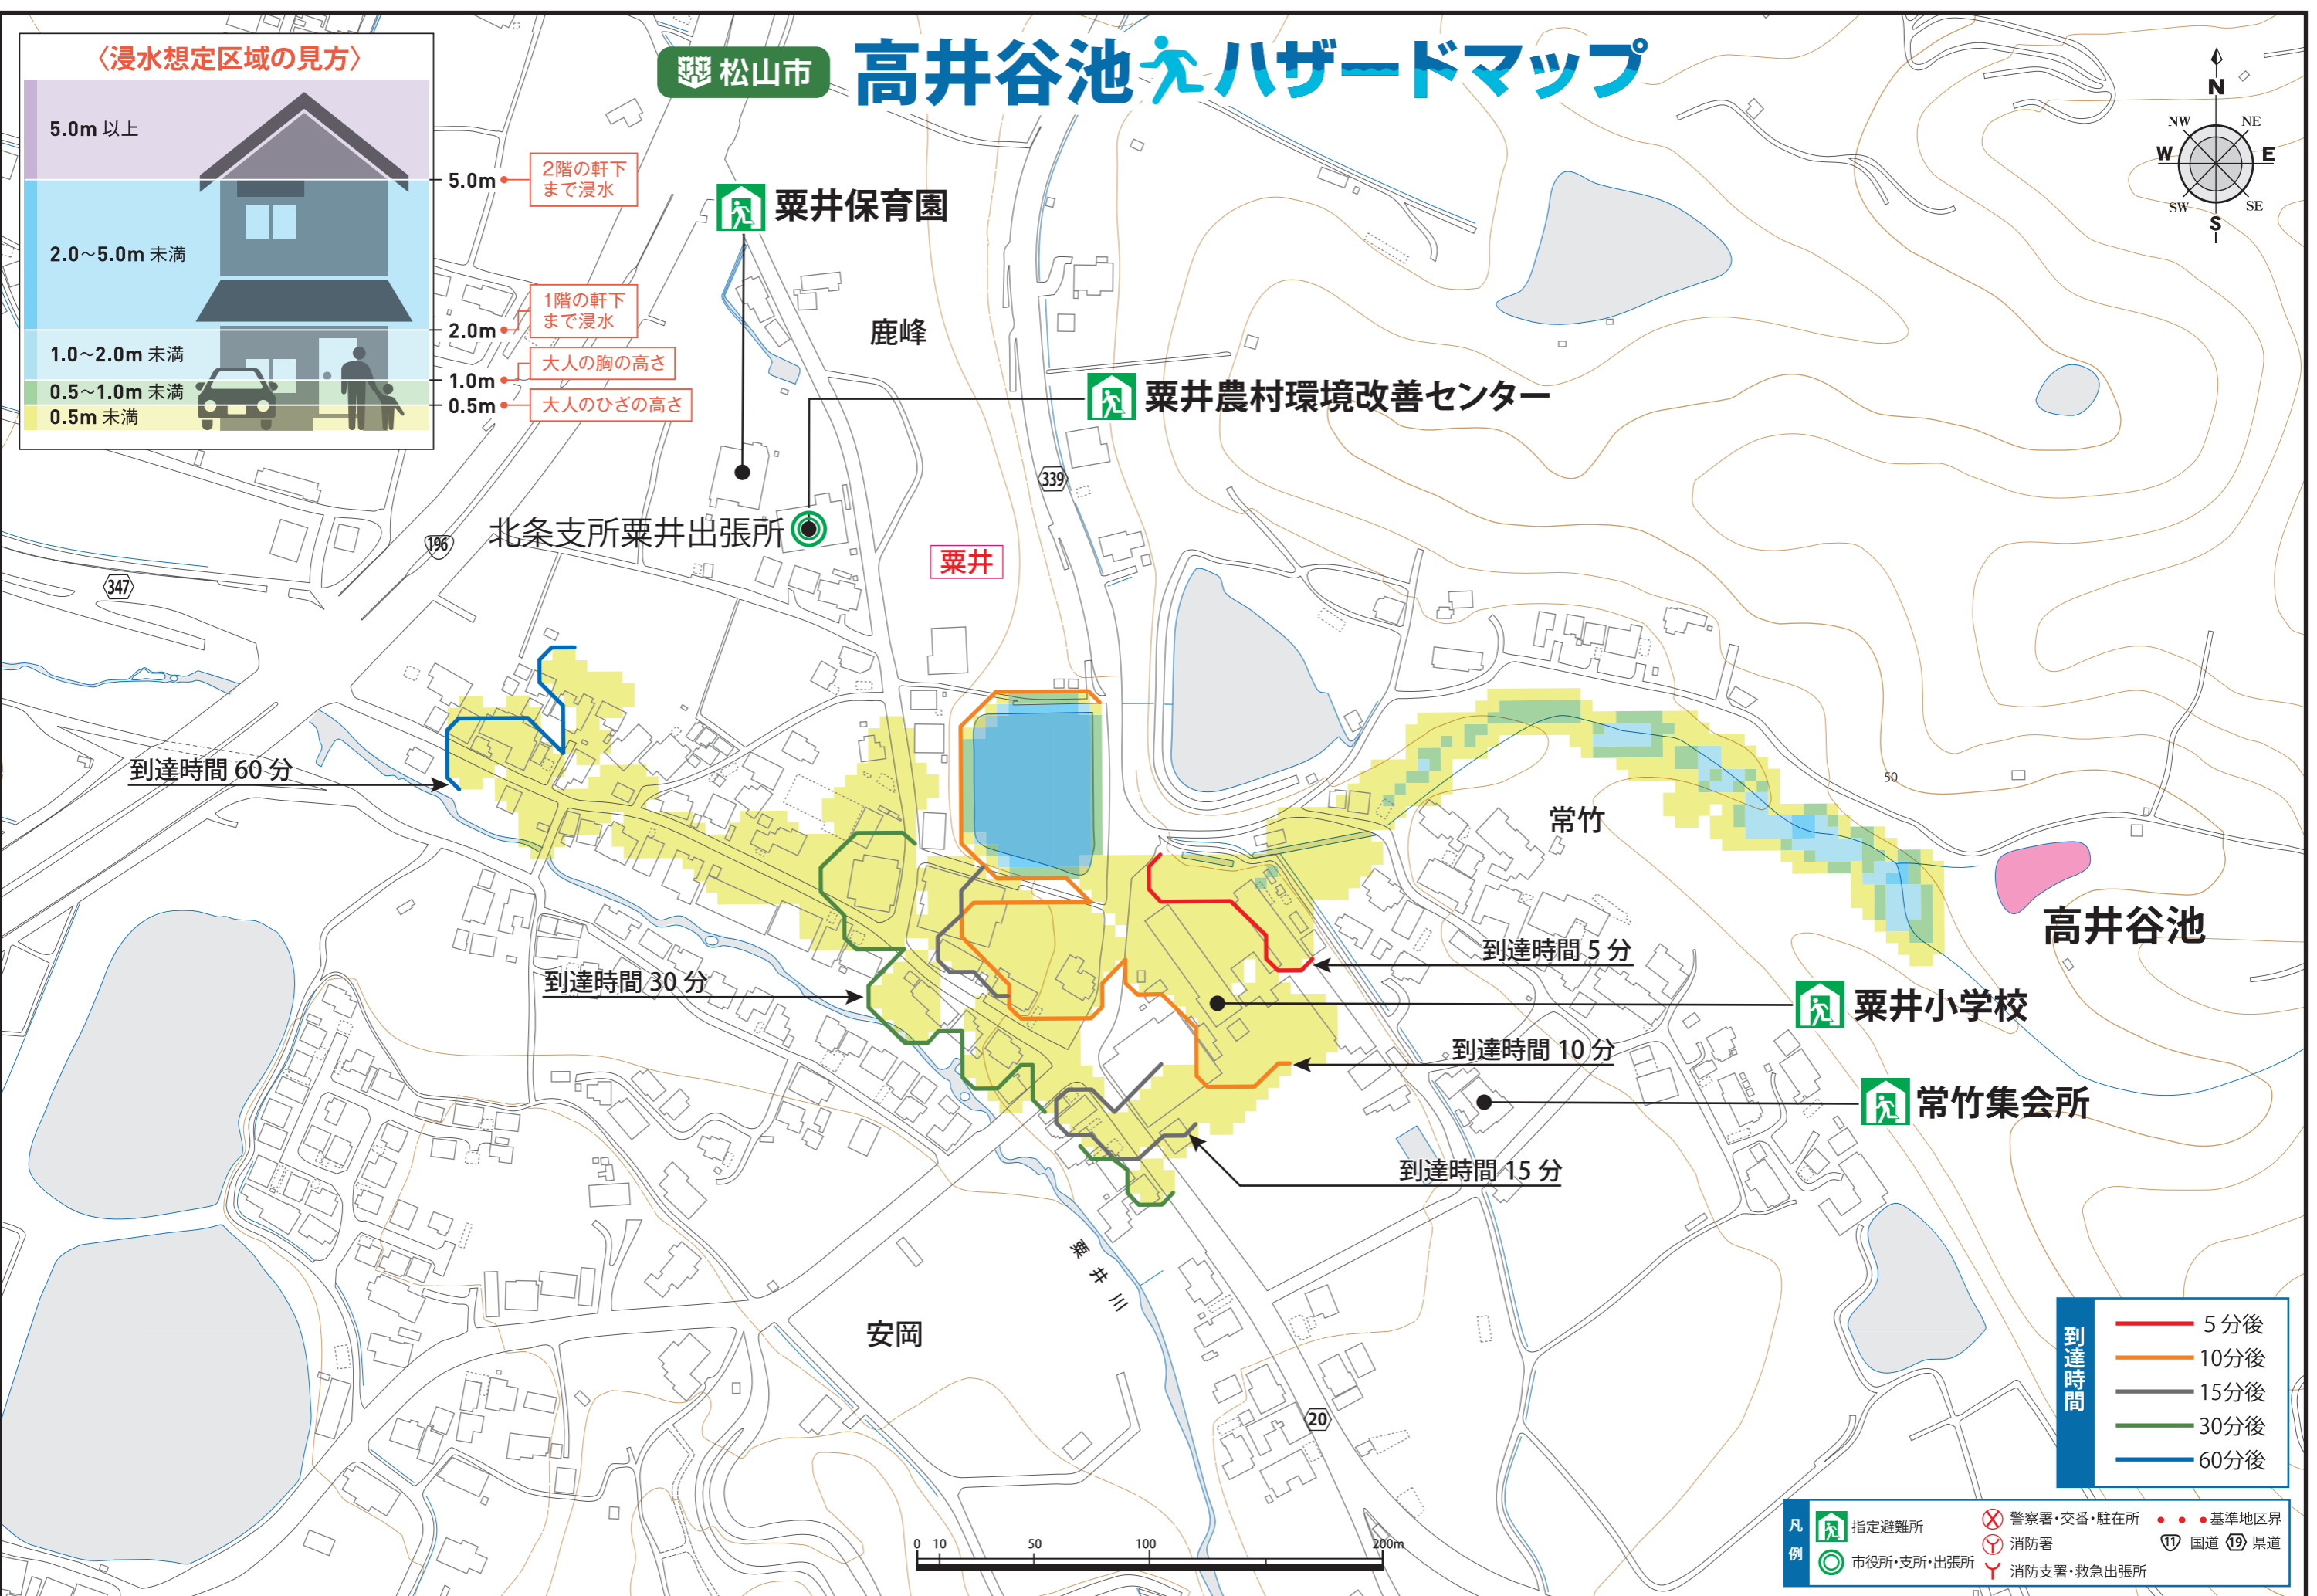 〈浸水想定区域の見方〉
5.0m 以上
2.0～5.0m 未満
1.0～2.0m 未満
0.5～1.0m 未満
0.5m 未満
5.0m
2.0m
1.0m
0.5m
2階の軒下
まで浸水
1階の軒下
まで浸水
大人の胸の高さ
大人のひざの高さ
松山市
高井谷池ハザードマップ
N
NE
E
SE
S
SW
W
NW
粟井保育園
鹿峰
粟井農村環境改善センター
339
北条支所粟井出張所
196
347
粟井
到達時間 60 分
常竹
50
高井谷池
到達時間 5 分
到達時間 30 分
粟井小学校
到達時間 10 分
常竹集会所
到達時間 15 分
粟井川
安岡
20
0 10 50 100 200m
到達時間
5分後
10分後
15分後
30分後
60分後
凡例
指定避難所
市役所・支所・出張所
警察署・交番・駐在所
消防署
消防支署・救急出張所
基準地区界
11 国道 19 県道